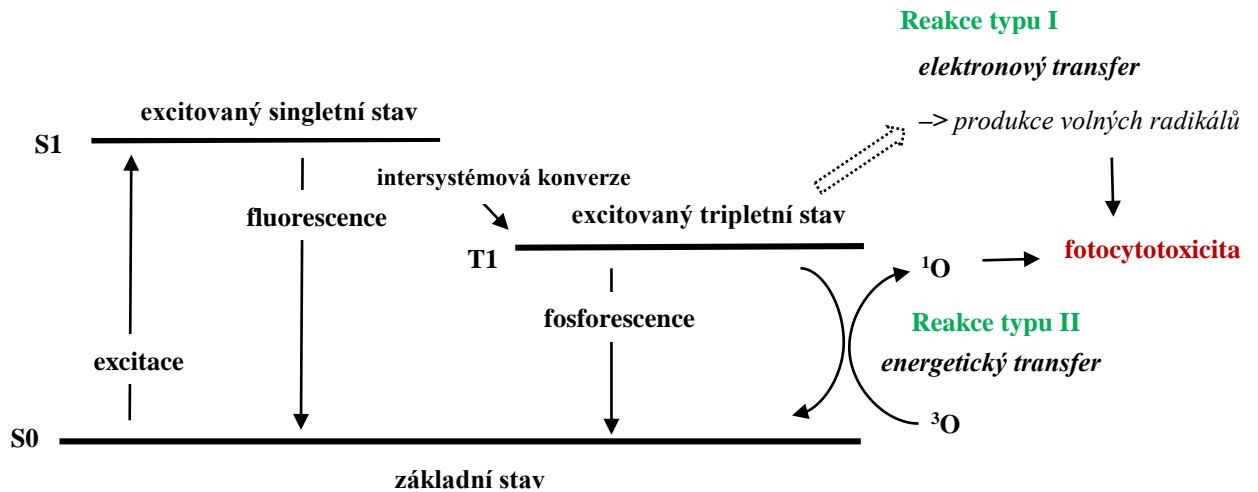 Reakce typu I
elektronový transfer
–> produkce volných radikálů
excitovaný singletní stav
S1
intersystémová konverze
fluorescence
excitovaný tripletní stav
T1
fotocytotoxicita
¹O
fosforescence
Reakce typu II
energetický transfer
excitace
³O
S0
základní stav